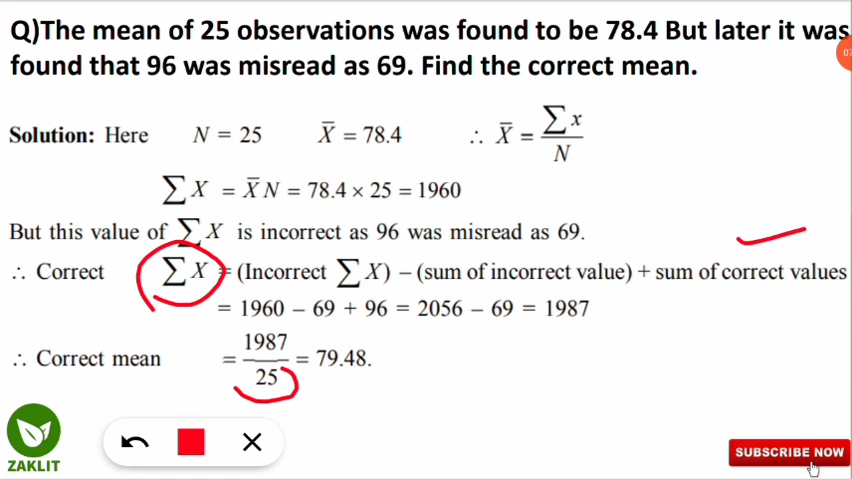 Q)The mean of 25 observations was found to be 78.4 But later it was
found that 96 was misread as 69. Find the correct mean.
07
Solution: Here N = 25 X̄ = 78.4 ∴ X̄ = ∑x / N
∑X = X̄ N = 78.4 × 25 = 1960
But this value of ∑X is incorrect as 96 was misread as 69.
∴ Correct ∑X = (Incorrect ∑X) – (sum of incorrect value) + sum of correct values
= 1960 – 69 + 96 = 2056 – 69 = 1987
∴ Correct mean = 1987 / 25 = 79.48.
ZAKLIT
SUBSCRIBE NOW